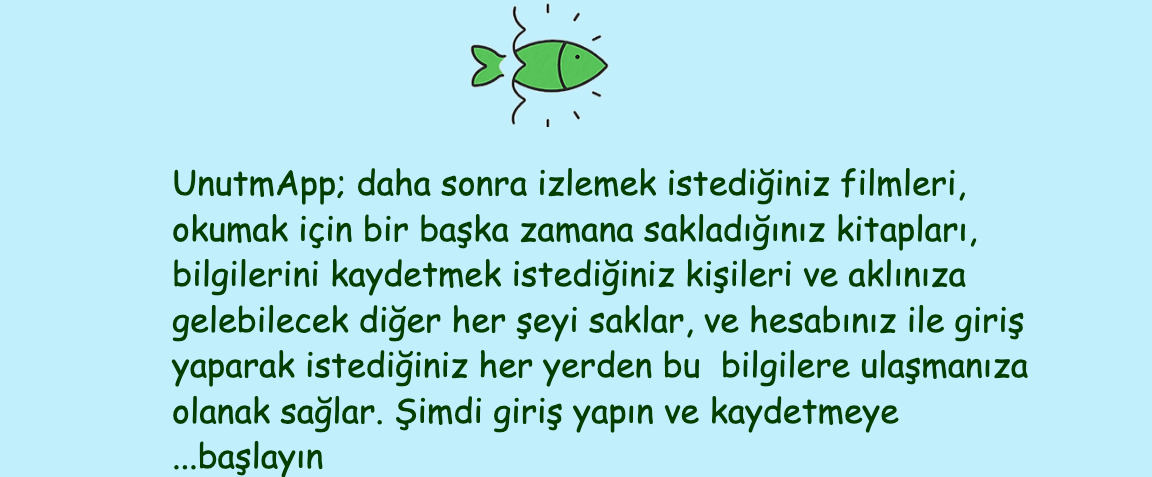 UnutmApp; daha sonra izlemek istediğiniz filmleri,
okumak için bir başka zamana sakladığınız kitapları,
bilgilerini kaydetmek istediğiniz kişileri ve aklınıza
gelebilecek diğer her şeyi saklar, ve hesabınız ile giriş
yaparak istediğiniz her yerden bu  bilgilere ulaşmanıza
olanak sağlar. Şimdi giriş yapın ve kaydetmeye
...başlayın